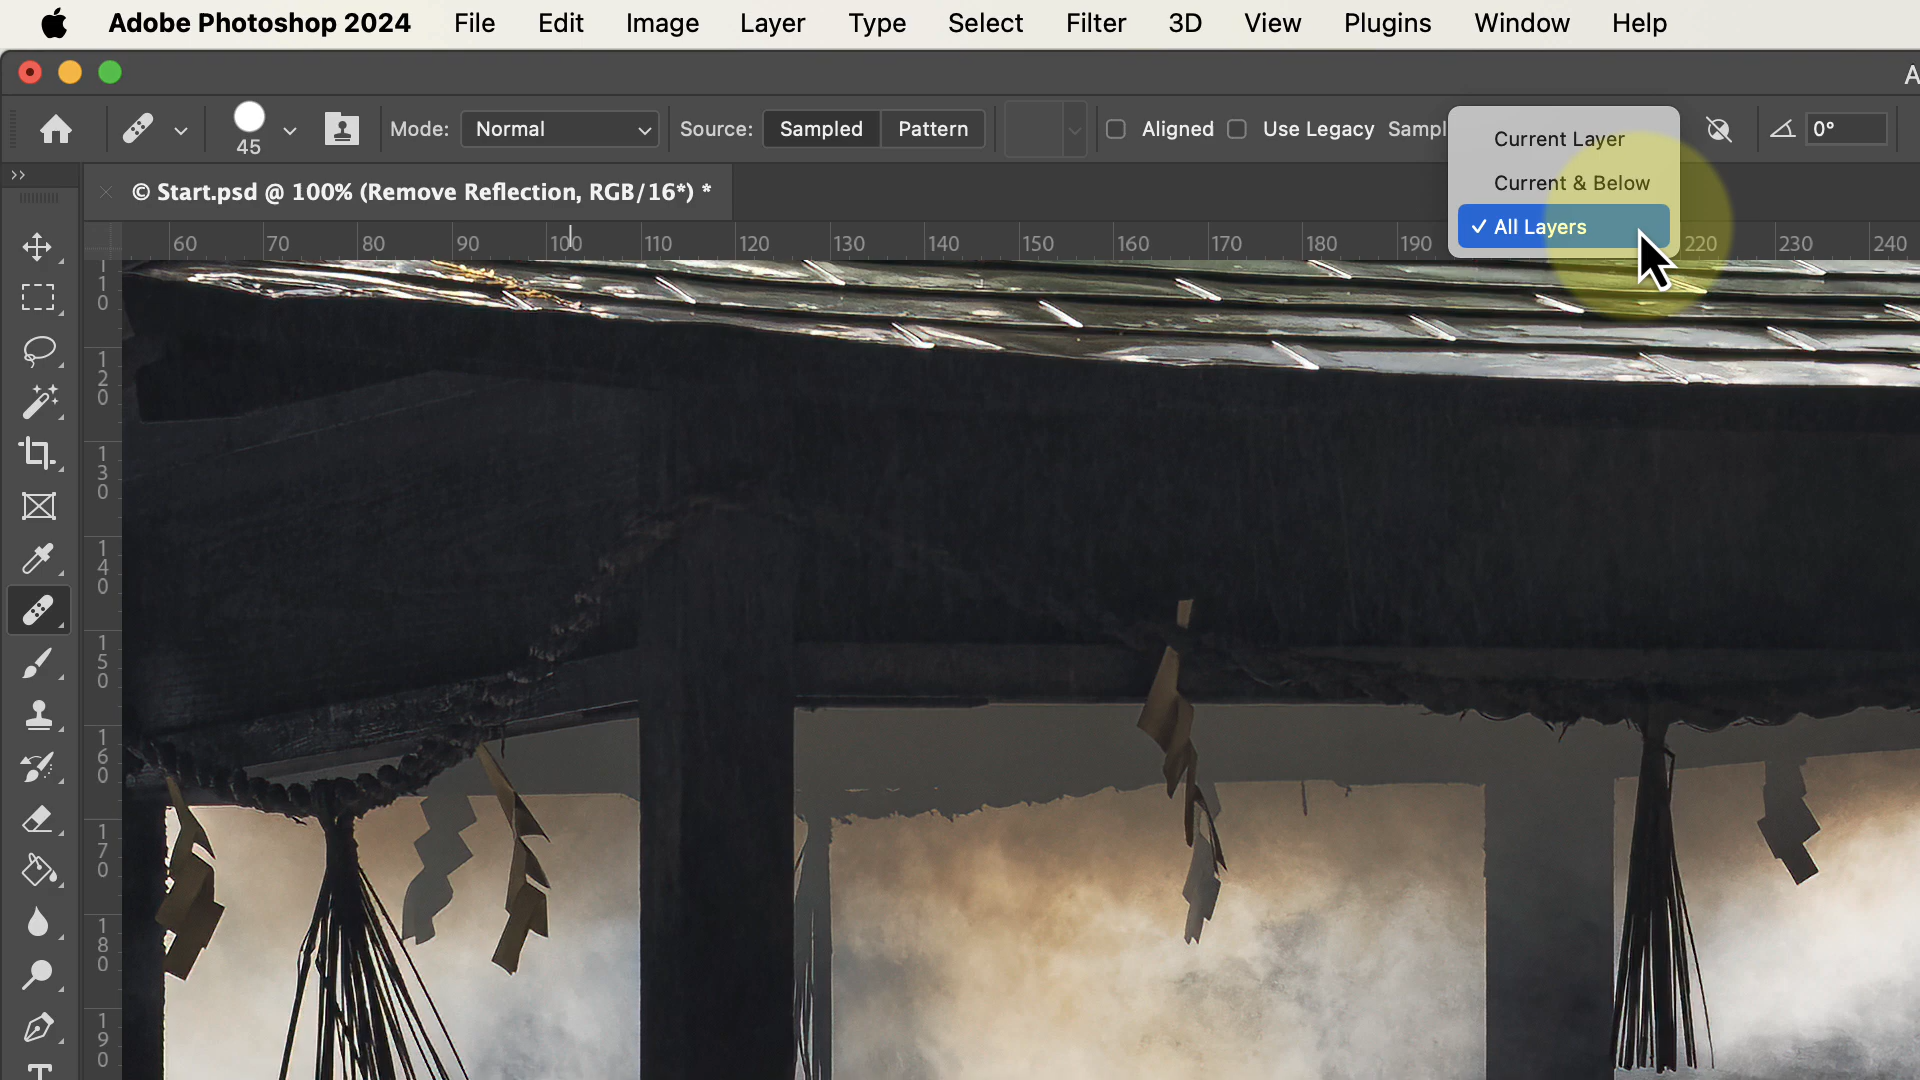 Adobe Photoshop 2024 File Edit Image Layer Type Select Filter 3D View Plugins Window Help
A
45 Mode: Normal Source: Sampled Pattern Aligned Use Legacy Sampl 0°
Current Layer
Current & Below
✓ All Layers
>>
× © Start.psd @ 100% (Remove Reflection, RGB/16*) *
60 70 80 90 100 110 120 130 140 150 160 170 180 190 220 230 240
10
120
130
140
150
160
170
180
190
T